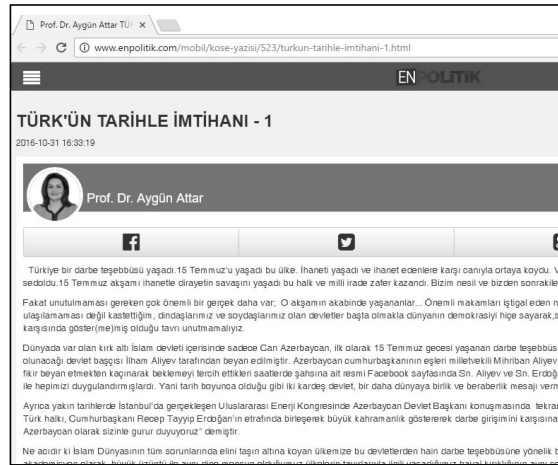 Prof. Dr. Aygün Attar TÜ
www.enpolitik.com/mobil/kose-yazisi/523/turkun-tarihle-imtihani-1.html
ENPOLİTİK
TÜRK'ÜN TARİHLE İMTİHANI - 1
2016-10-31 16:33:19
Prof. Dr. Aygün Attar
Türkiye bir darbe teşebbüsü yaşadı.15 Temmuz'u yaşadı bu ülke. İhaneti yaşadı ve ihanet edenlere karşı canıyla ortaya koydu. V
sedoldu.15 Temmuz akşamı ihanetle dirayetin savaşını yaşadı bu halk ve milli irade zafer kazandı. Bizim nesil ve bizden sonrakile
Fakat unutulmaması gereken çok önemli bir gerçek daha var; O akşamın akabinde yaşananlar... Önemli makamları iştigal eden n
ulaşılamaması değil kastettiğim, dindaşlarımız ve soydaşlarımız olan devletler başta olmakla dünyanın demokrasiyi hiçe sayarak,s
karşısında göster(me)miş olduğu tavrı unutmamalıyız.
Dünyada var olan kırk altı İslam devleti içerisinde sadece Can Azerbaycan, ilk olarak 15 Temmuz gecesi yaşanan darbe teşebbüs
olunacağı devlet başçısı İlham Aliyev tarafından beyan edilmiştir. Azerbaycan cumhurbaşkanının eşleri milletvekili Mihriban Aliyev
fikir beyan etmekten kaçınarak beklemeyi tercih ettikleri saatlerde şahsına ait resmi Facebook sayfasında Sn. Aliyev ve Sn. Erdoğ
ile hepimizi duygulandırmışlardı. Yani tarih boyunca olduğu gibi iki kardeş devlet, bir daha dünyaya birlik ve beraberlik mesajı verm
Ayrıca yakın tarihlerde İstanbul'da gerçekleşen Uluslararası Enerji Kongresinde Azerbaycan Devlet Başkanı konuşmasında tekrar
Türk halkı, Cumhurbaşkanı Recep Tayyip Erdoğan'ın etrafında birleşerek büyük kahramanlık göstererek darbe girişimini karşısına
Azerbaycan olarak sizinle gurur duyuyoruz" demiştir.
Ne acıdır ki İslam Dünyasının tüm sorunlarında elini taşın altına koyan ülkemize bu devletlerden hain darbe teşebbüsüne yönelik v